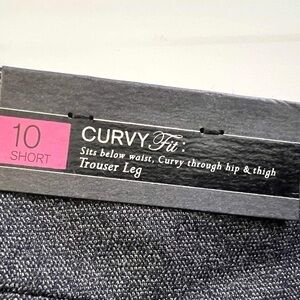 10
SHORT
CURVY Fit:
Sits below waist, Curvy through hip & thigh
Trouser Leg